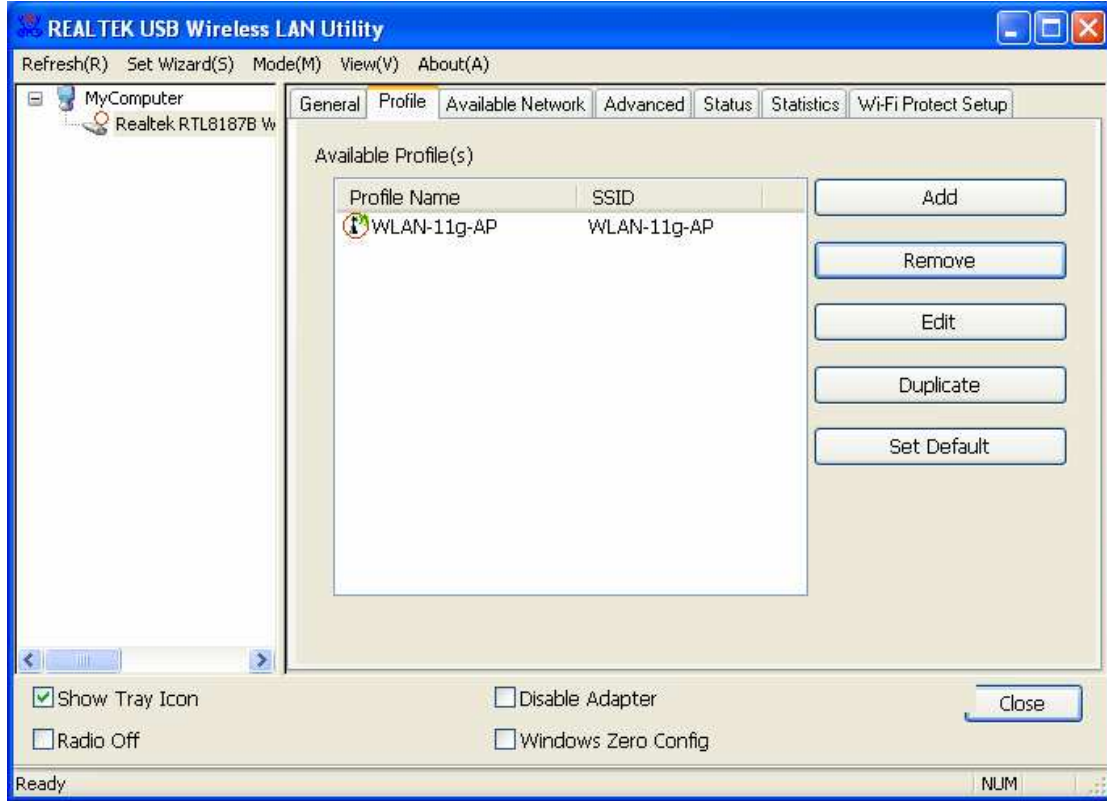 REALTEK USB Wireless LAN Utility
Refresh(R) Set Wizard(S) Mode(M) View(V) About(A)
MyComputer
Realtek RTL8187B W
General Profile Available Network Advanced Status Statistics Wi-Fi Protect Setup
Available Profile(s)
Profile Name SSID
WLAN-11g-AP WLAN-11g-AP
Add
Remove
Edit
Duplicate
Set Default
Show Tray Icon Disable Adapter
Close
Radio Off Windows Zero Config
Ready NUM